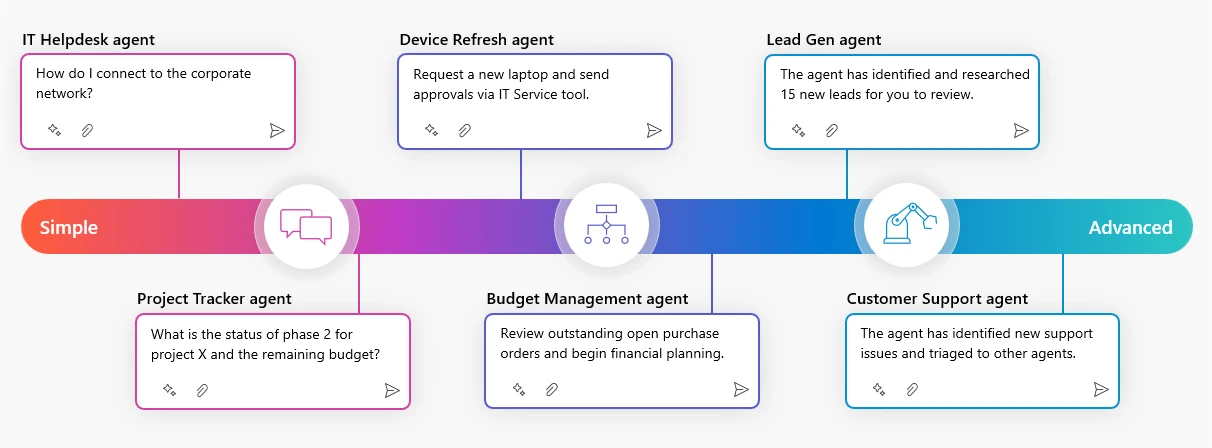 IT Helpdesk agent
How do I connect to the corporate
network?
Device Refresh agent
Request a new laptop and send
approvals via IT Service tool.
Lead Gen agent
The agent has identified and researched
15 new leads for you to review.
Simple
Advanced
Project Tracker agent
What is the status of phase 2 for
project X and the remaining budget?
Budget Management agent
Review outstanding open purchase
orders and begin financial planning.
Customer Support agent
The agent has identified new support
issues and triaged to other agents.